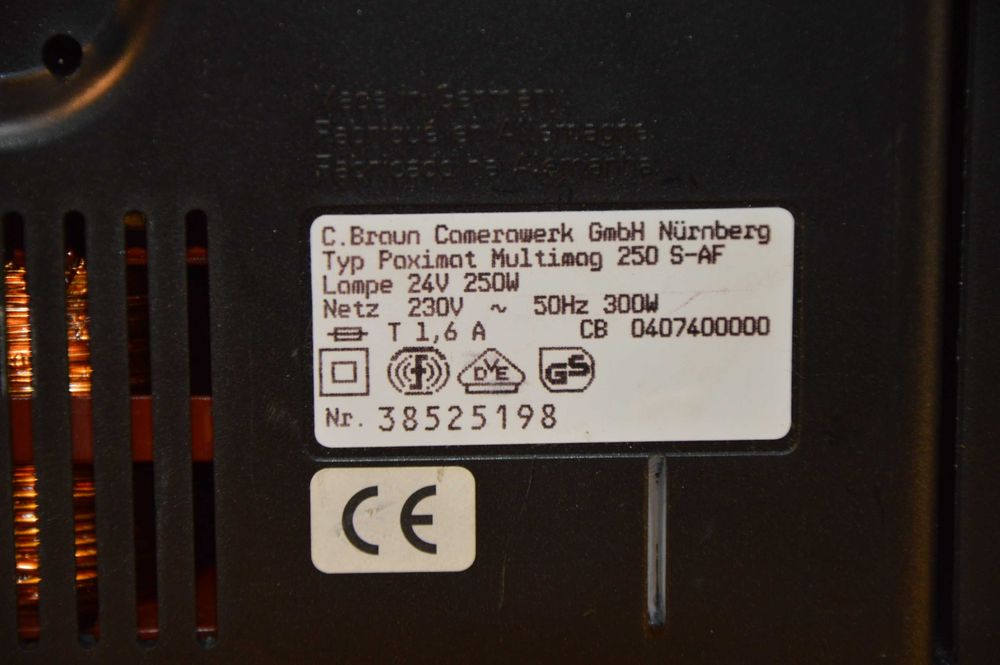 Made in Germany
Fabriqué en Allemagne
Fabricado na Alemanha
C.Braun Camerawerk GmbH Nürnberg
Typ Paximat Multimag 250 S-AF
Lampe 24V 250W
Netz 230V ~ 50Hz 300W
T 1,6 A CB 0407400000
f DVE GS
Nr. 38525198
CE